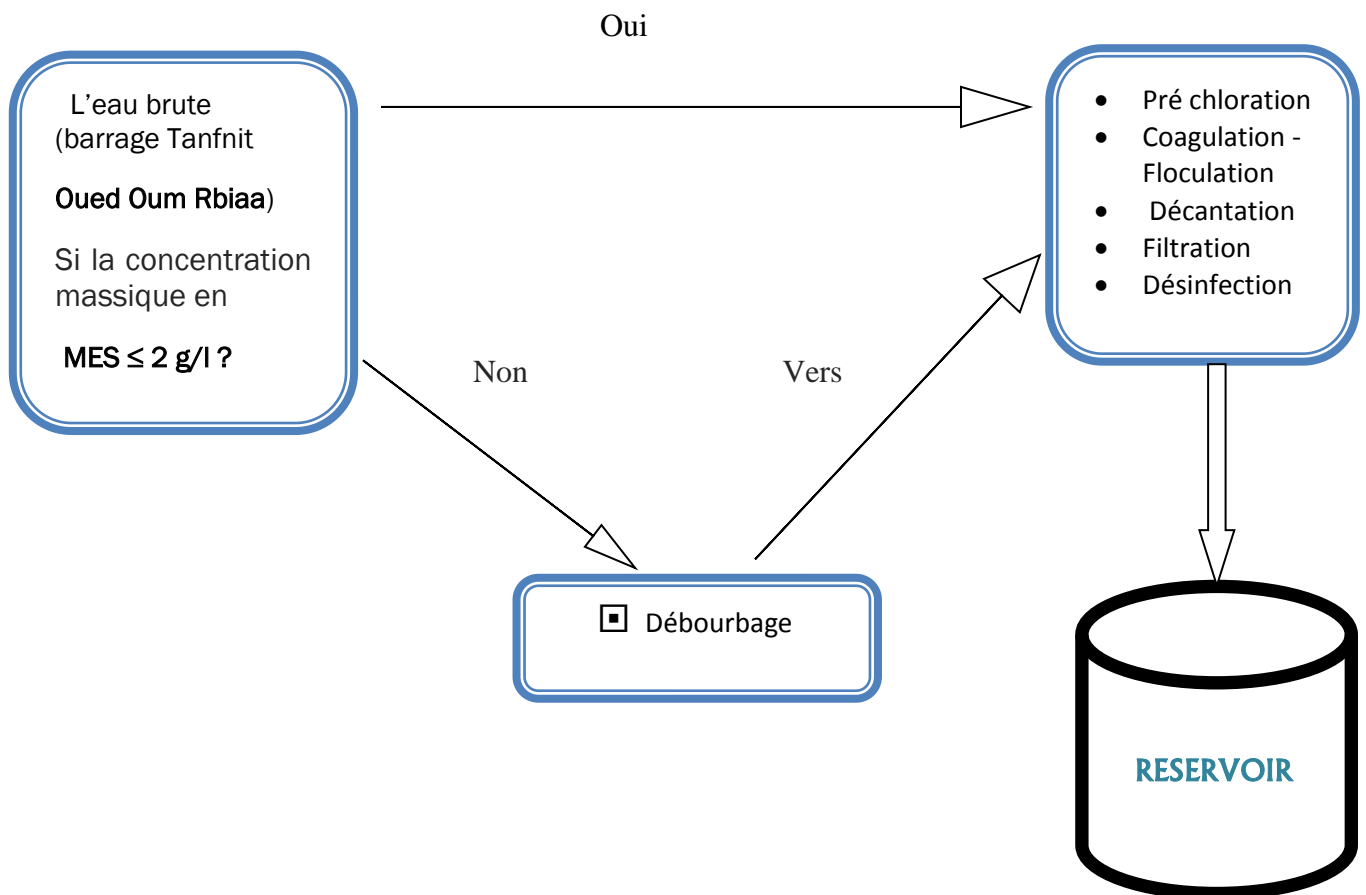 Oui
L'eau brute
(barrage Tanfnit
Oued Oum Rbiaa)
Si la concentration
massique en
MES ≤ 2 g/l ?
• Pré chloration
• Coagulation -
Floculation
• Décantation
• Filtration
• Désinfection
Non
Vers
Débourbage
RESERVOIR